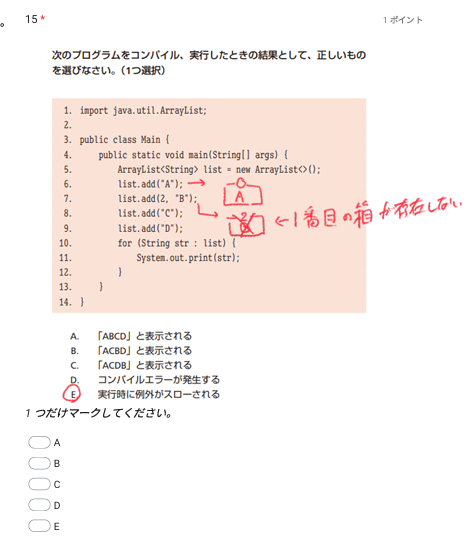 。
15 *
1 ポイント
次のプログラムをコンパイル、実行したときの結果として、正しいもの
を選びなさい。（1つ選択）
1. import java.util.ArrayList;
2.
3. public class Main {
4. public static void main(String[] args) {
5. ArrayList<String> list = new ArrayList<>();
6. list.add("A"); → 0
7. list.add(2, "B"); A
8. list.add("C"); → 2
9. list.add("D"); B ←1番目の箱が存在しない
10. for (String str : list) {
11. System.out.print(str);
12. }
13. }
14. }
A. 「ABCD」と表示される
B. 「ACBD」と表示される
C. 「ACDB」と表示される
D. コンパイルエラーが発生する
E. 実行時に例外がスローされる
1 つだけマークしてください。
A
B
C
D
E